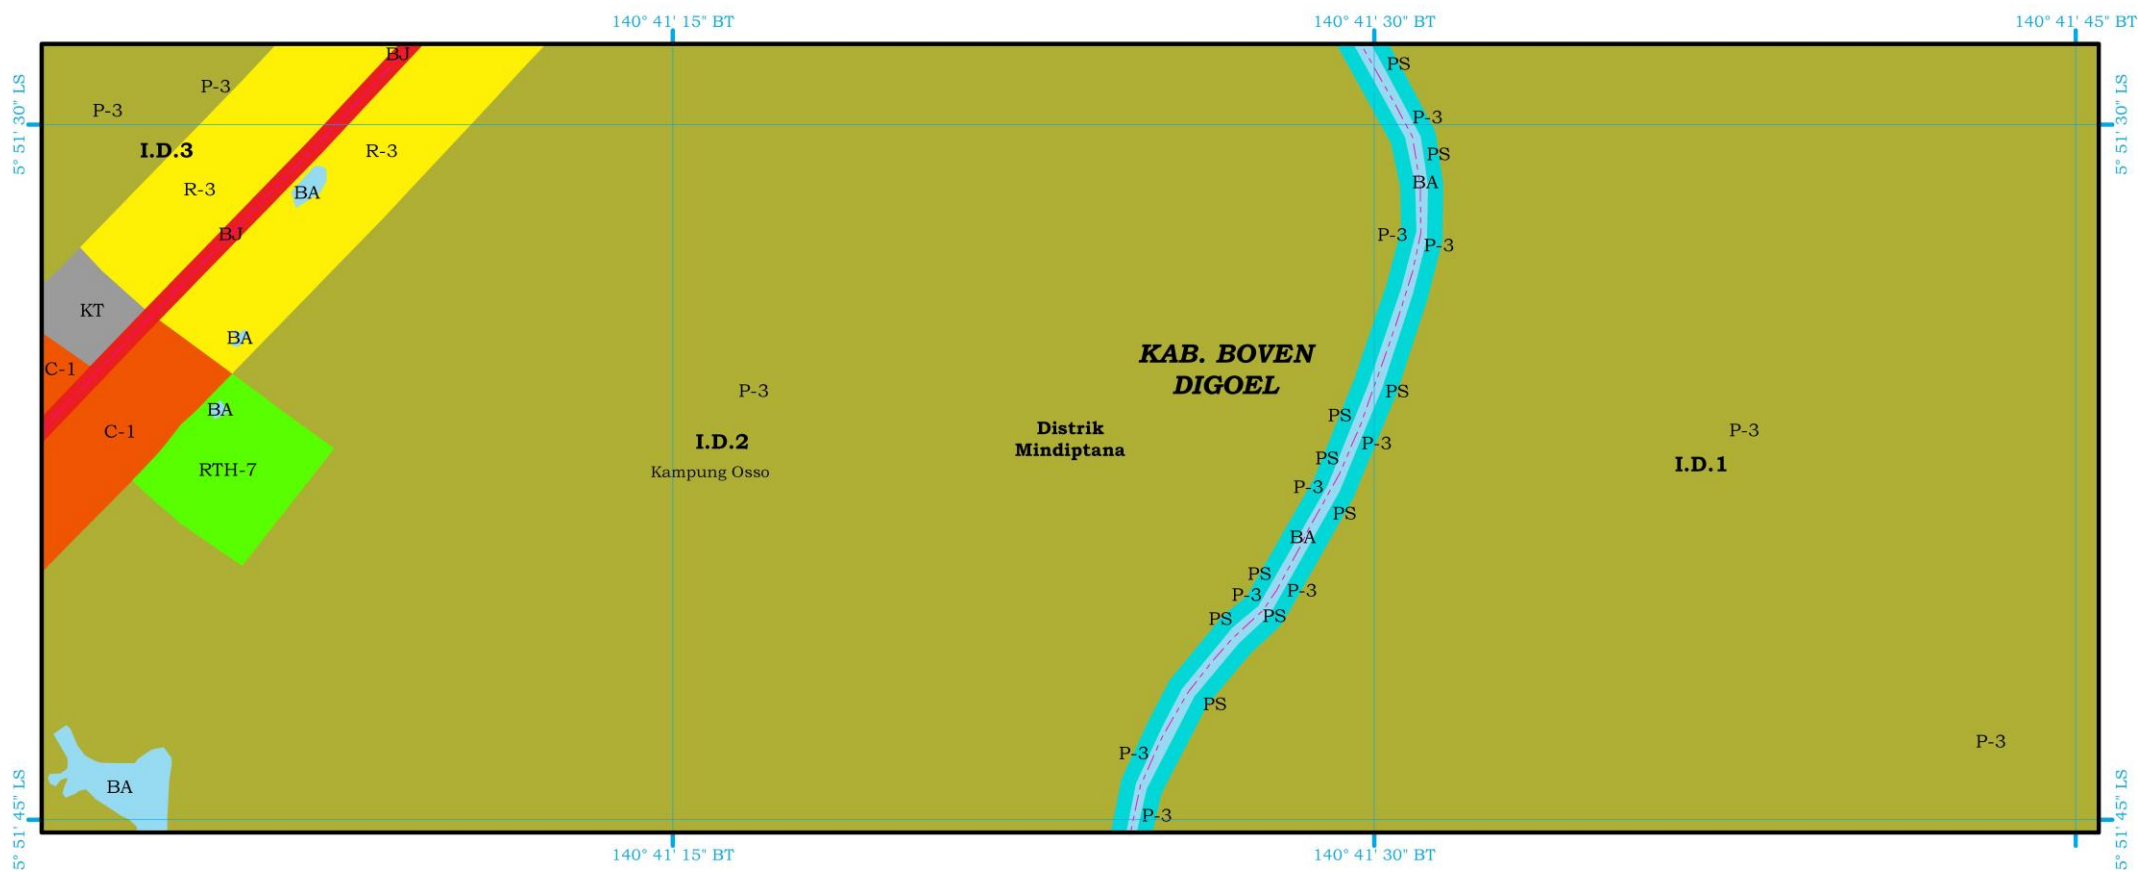 140° 41' 15" BT
140° 41' 30" BT
140° 41' 45" BT
5° 51' 30" LS
5° 51' 30" LS
BJ
PS
P-3
P-3
P-3
I.D.3
R-3
PS
R-3
BA
BA
BJ
P-3
P-3
KT
BA
KAB. BOVEN
DIGOEL
C-1
P-3
PS
BA
PS
C-1
Distrik
Mindiptana
P-3
P-3
I.D.2
I.D.1
RTH-7
Kampung Osso
PS
P-3
PS
BA
PS
P-3
P-3
PS
PS
PS
P-3
P-3
BA
P-3
5° 51' 45" LS
5° 51' 45" LS
140° 41' 15" BT
140° 41' 30" BT